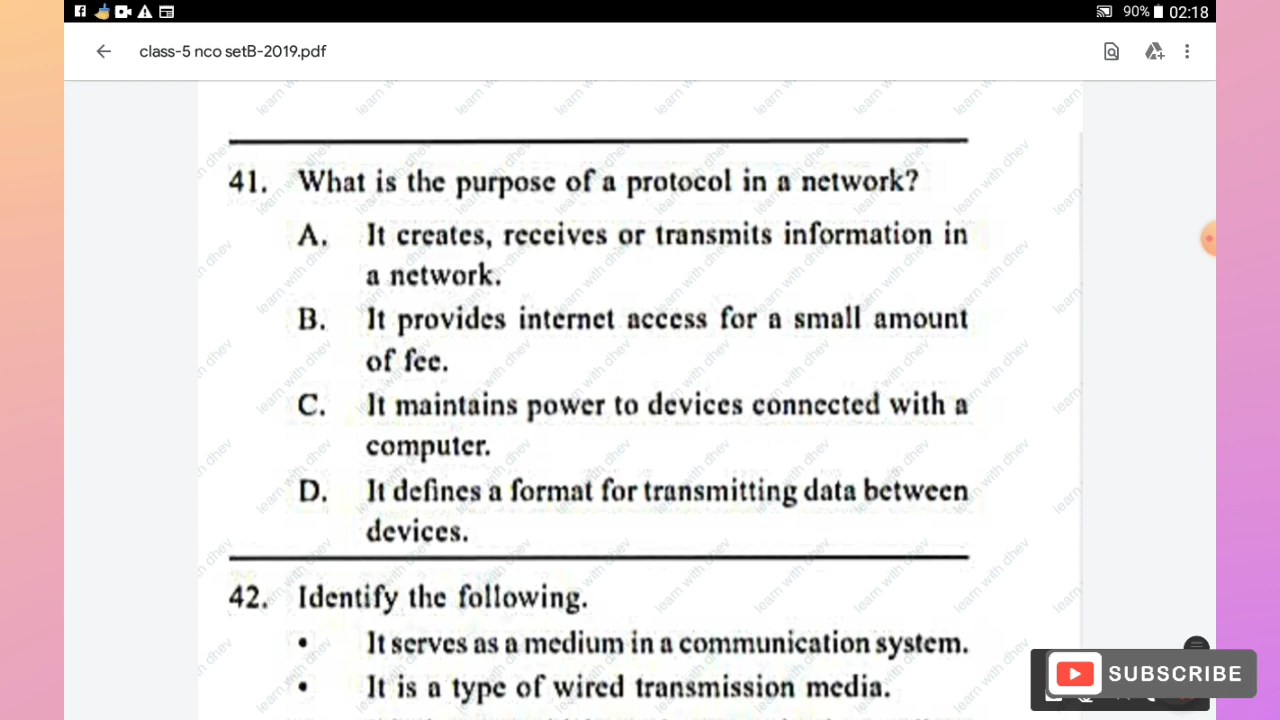 90% 02:18
class-5 nco setB-2019.pdf
41. What is the purpose of a protocol in a network?
A. It creates, receives or transmits information in
a network.
B. It provides internet access for a small amount
of fee.
C. It maintains power to devices connected with a
computer.
D. It defines a format for transmitting data between
devices.
42. Identify the following.
• It serves as a medium in a communication system.
• It is a type of wired transmission media.
SUBSCRIBE
learn with dhev